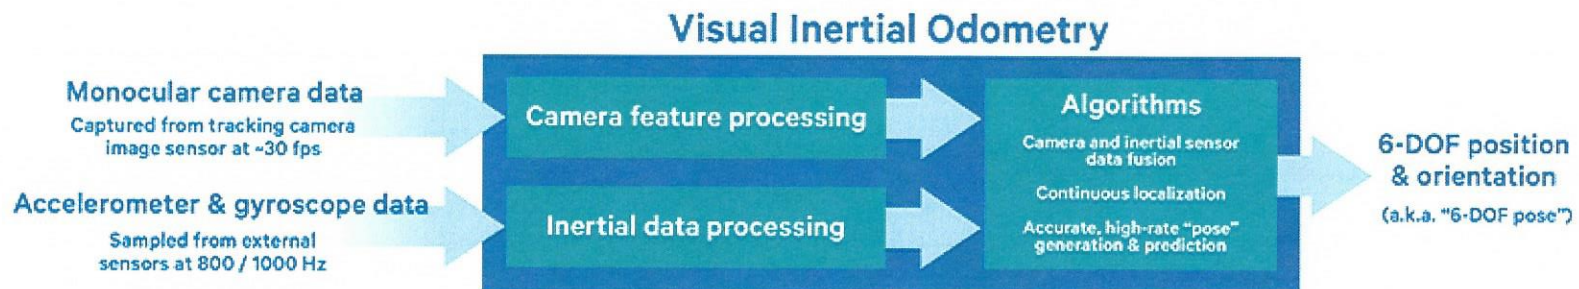 Visual Inertial Odometry
Monocular camera data
Captured from tracking camera
image sensor at ~30 fps
Accelerometer & gyroscope data
Sampled from external
sensors at 800 / 1000 Hz
Camera feature processing
Inertial data processing
Algorithms
Camera and inertial sensor
data fusion
Continuous localization
Accurate, high-rate "pose"
generation & prediction
6-DOF position
& orientation
(a.k.a. "6-DOF pose")